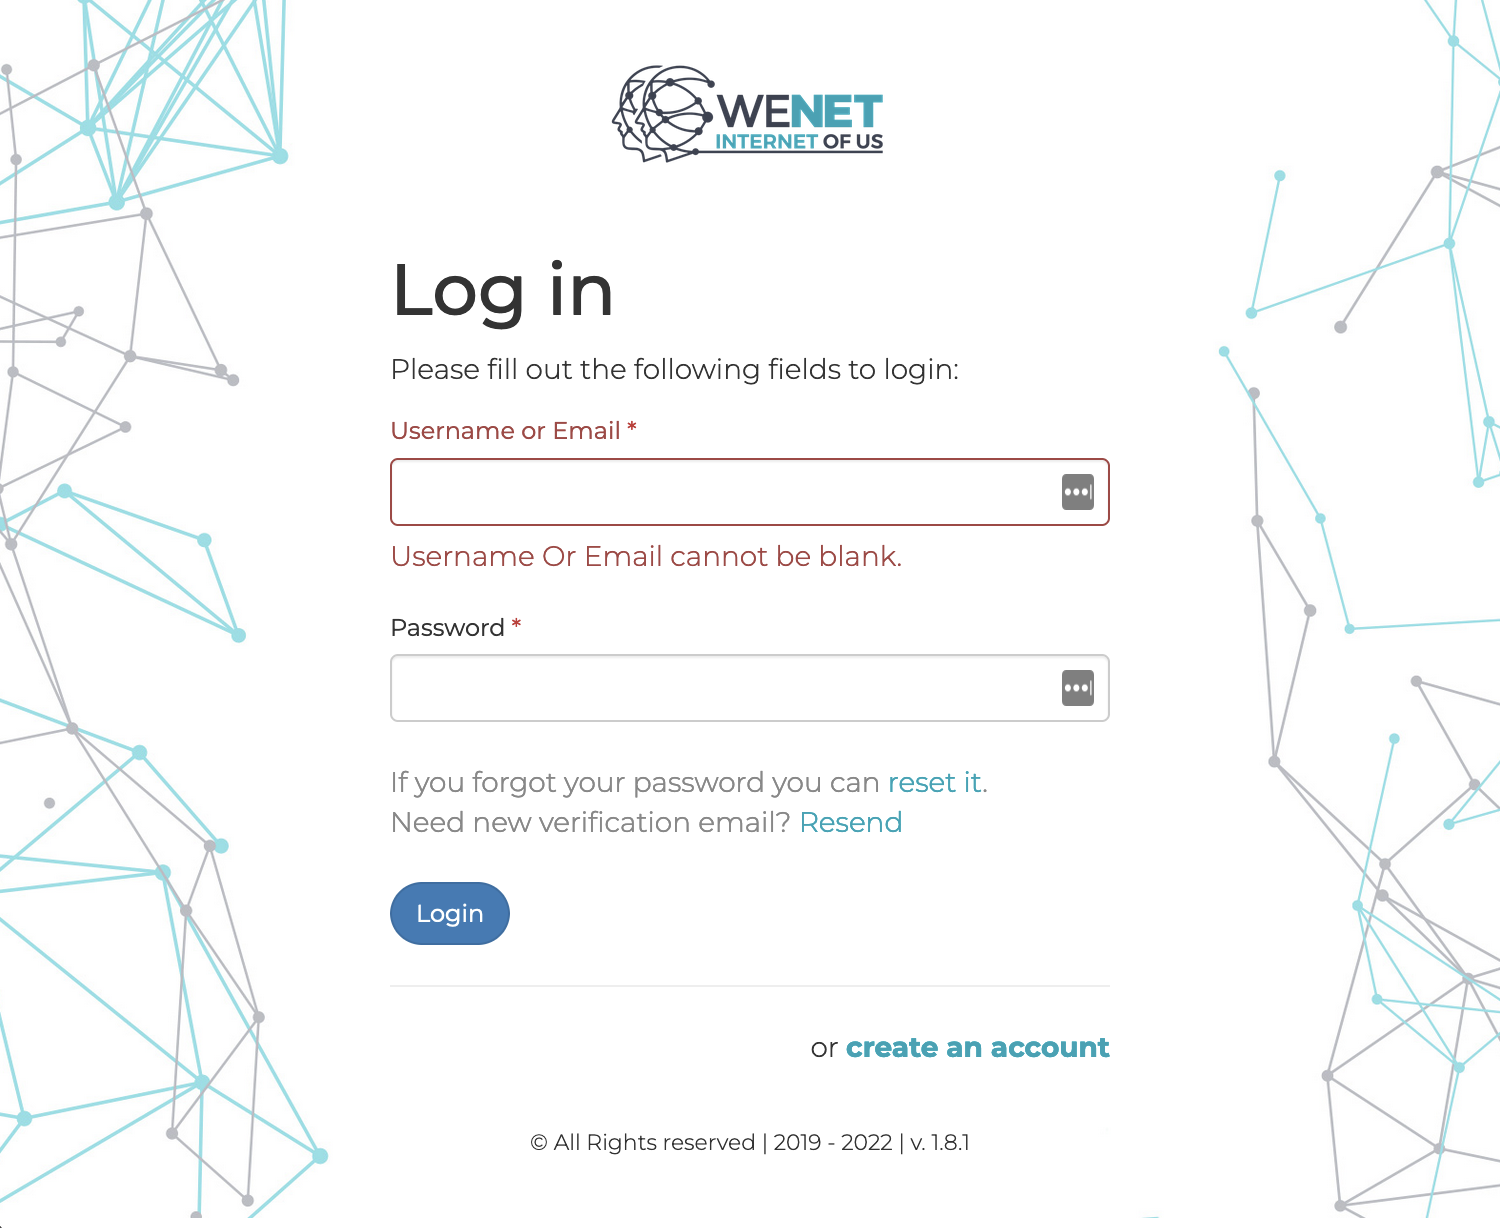 WENET
INTERNET OF US
Log in
Please fill out the following fields to login:
Username or Email *
Username Or Email cannot be blank.
Password *
If you forgot your password you can reset it.
Need new verification email? Resend
Login
or create an account
© All Rights reserved | 2019 - 2022 | v. 1.8.1